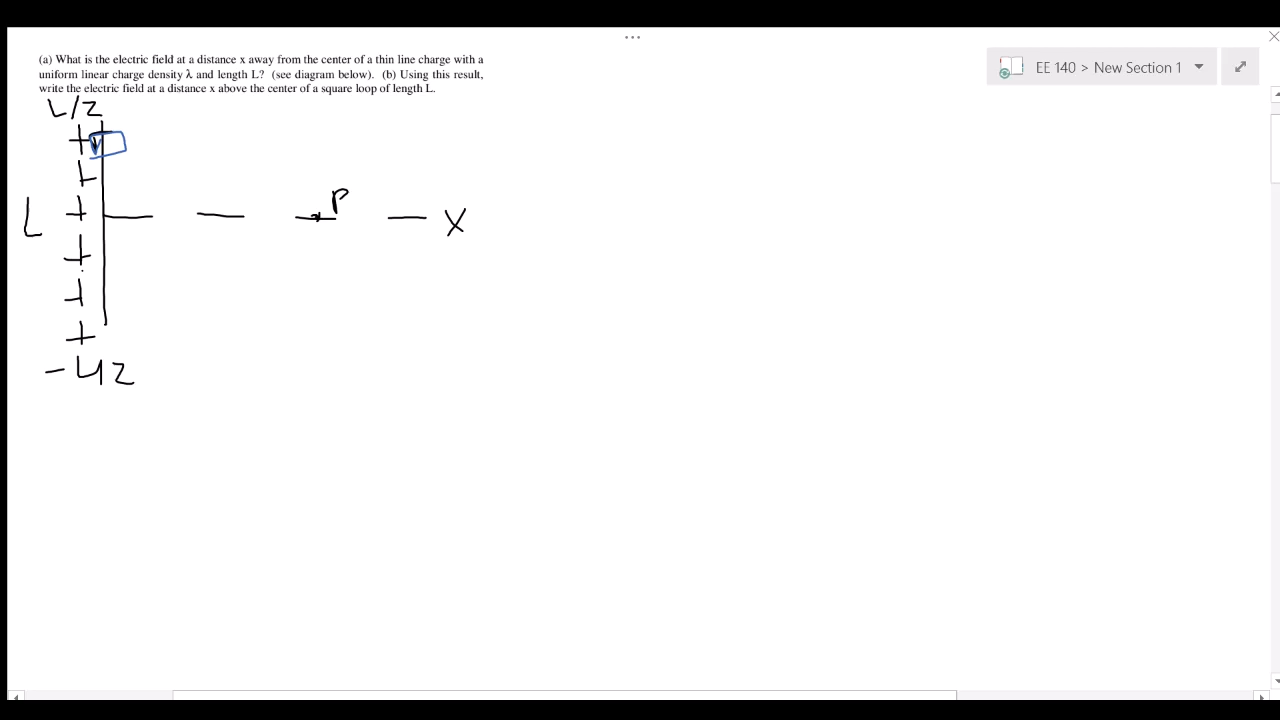 (a) What is the electric field at a distance x away from the center of a thin line charge with a
uniform linear charge density λ and length L? (see diagram below). (b) Using this result,
write the electric field at a distance x above the center of a square loop of length L.
EE 140 > New Section 1
L/2
+
+
L + P X
+
+
+
-L/2